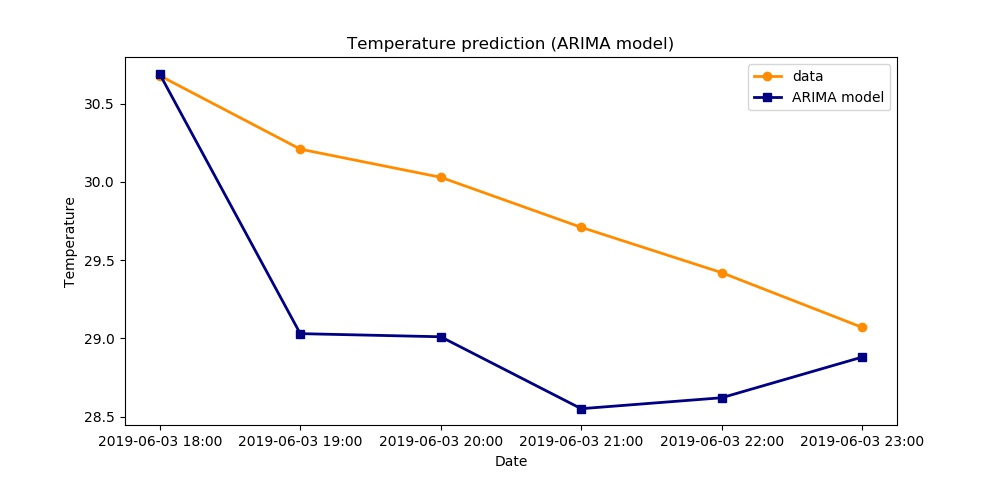 Temperature prediction (ARIMA model)
data
ARIMA model
30.5
30.0
29.5
29.0
28.5
Temperature
2019-06-03 18:00 2019-06-03 19:00 2019-06-03 20:00 2019-06-03 21:00 2019-06-03 22:00 2019-06-03 23:00
Date